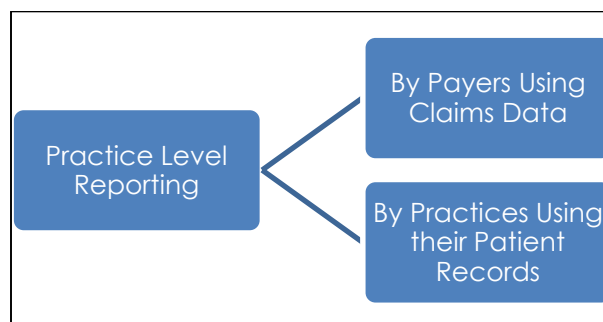 Practice Level
Reporting
By Payers Using
Claims Data
By Practices Using
their Patient
Records